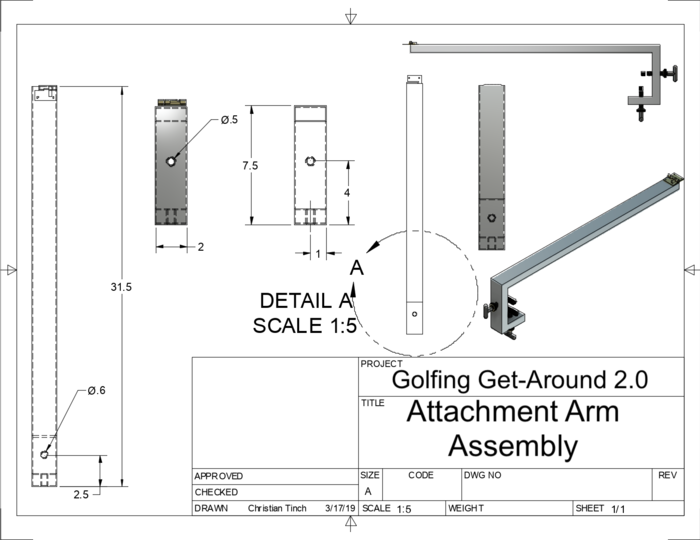 Ø.5
7.5
4
2
1
31.5
A
DETAIL A
SCALE 1:5
Ø.6
2.5
PROJECT
Golfing Get-Around 2.0
TITLE
Attachment Arm
Assembly
APPROVED
SIZE CODE DWG NO REV
CHECKED
A
DRAWN Christian Tinch 3/17/19 SCALE 1:5 WEIGHT SHEET 1/1